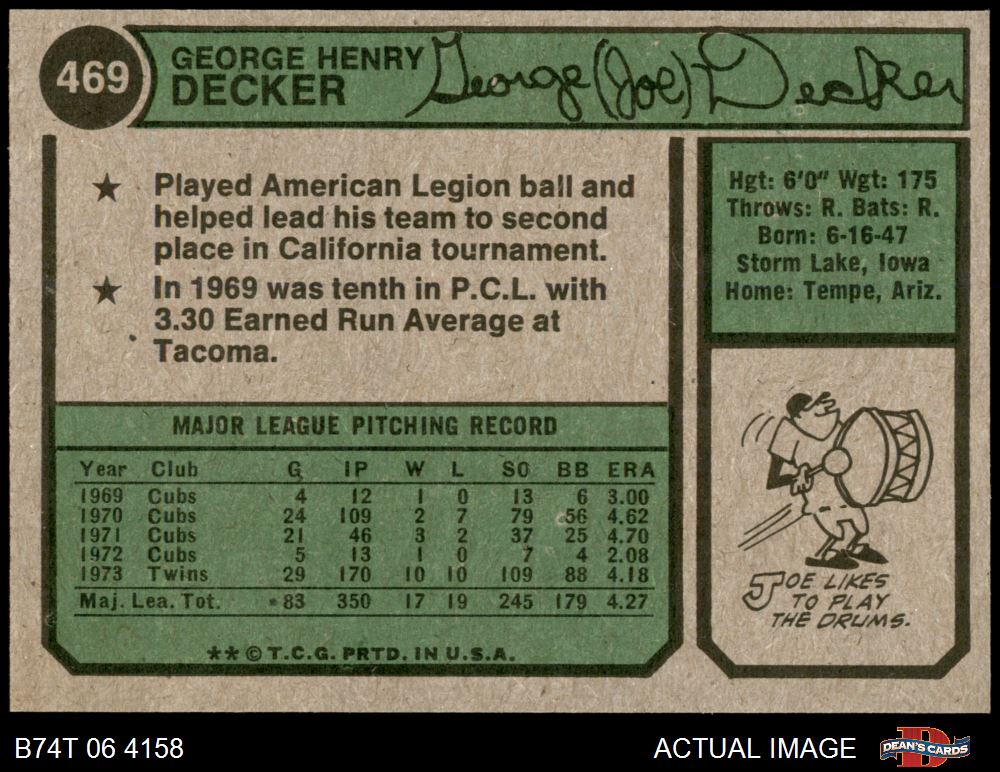 469
GEORGE HENRY
DECKER
George (Joe) Decker
★ Played American Legion ball and
helped lead his team to second
place in California tournament.
★ In 1969 was tenth in P.C.L. with
3.30 Earned Run Average at
Tacoma.
Hgt: 6'0" Wgt: 175
Throws: R. Bats: R.
Born: 6-16-47
Storm Lake, Iowa
Home: Tempe, Ariz.
MAJOR LEAGUE PITCHING RECORD
Year Club G IP W L SO BB ERA
1969 Cubs 4 12 1 0 13 6 3.00
1970 Cubs 24 109 2 7 79 56 4.62
1971 Cubs 21 46 3 2 37 25 4.70
1972 Cubs 5 13 1 0 7 4 2.08
1973 Twins 29 170 10 10 109 88 4.18
Maj. Lea. Tot. 83 350 17 19 245 179 4.27
**© T.C.G. PRTD. IN U.S.A.
JOE LIKES
TO PLAY
THE DRUMS.
B74T 06 4158
ACTUAL IMAGE
DEAN'S CARDS